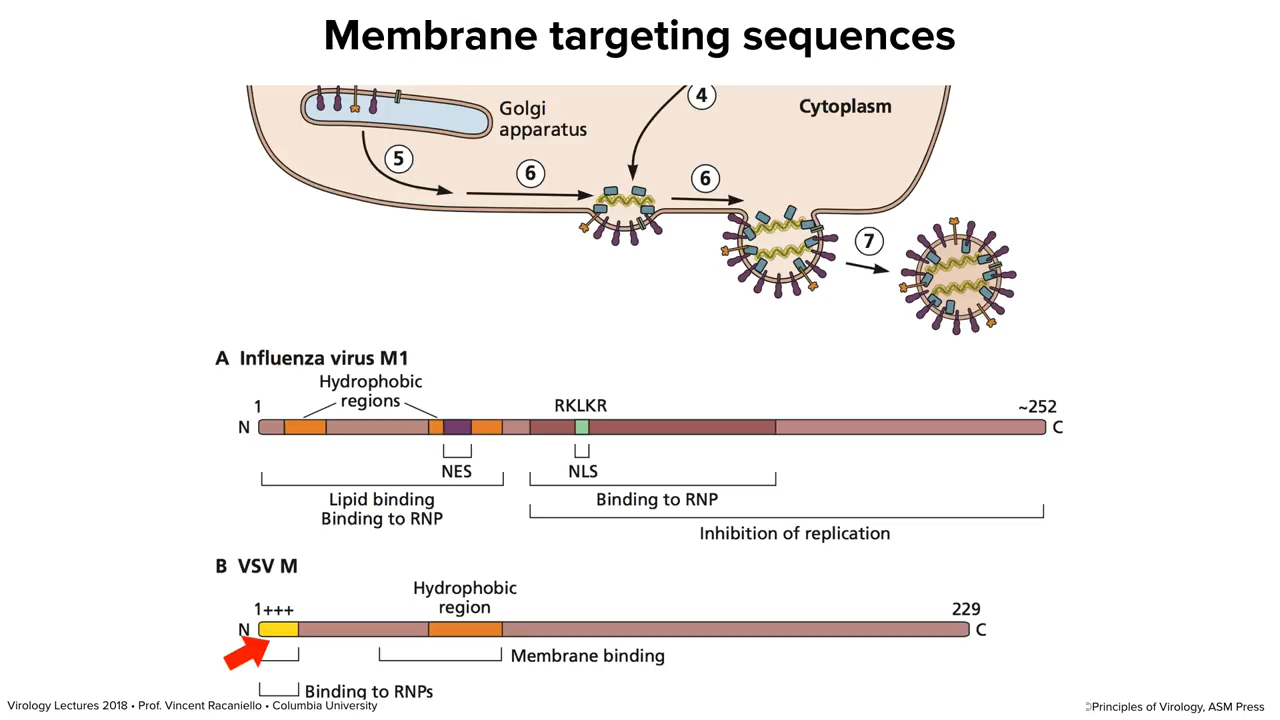 Membrane targeting sequences
Golgi
apparatus
4
Cytoplasm
5
6
6
7
A Influenza virus M1
Hydrophobic
regions
1
RKLKR
~252
N
C
NES
NLS
Lipid binding
Binding to RNP
Binding to RNP
Inhibition of replication
B VSV M
Hydrophobic
region
1+++
229
N
C
Membrane binding
Binding to RNPs
Virology Lectures 2018 • Prof. Vincent Racaniello • Columbia University
©Principles of Virology, ASM Press